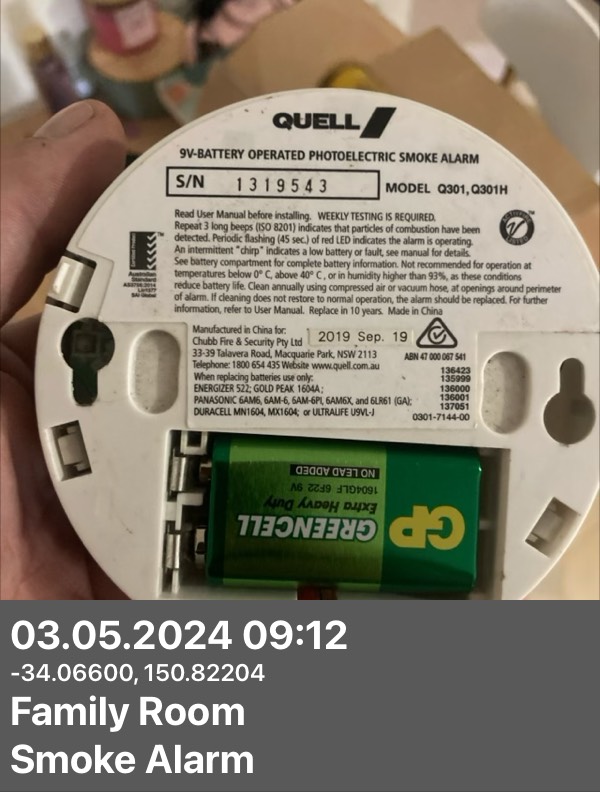 QUELL
9V-BATTERY OPERATED PHOTOELECTRIC SMOKE ALARM
S/N 1319543 MODEL Q301,Q301H
Read User Manual before installing. WEEKLY TESTING IS REQUIRED.
Repeat 3 long beeps (ISO 8201) indicates that particles of combustion have been
detected. Periodic flashing (45 sec.) of red LED indicates the alarm is operating.
An intermittent "chirp" indicates a low battery or fault, see manual for details.
See battery compartment for complete battery information. Not recommended for operation at
temperatures below 0° C, above 40° C, or in humidity higher than 93%, as these conditions
reduce battery life. Clean annually using compressed air or vacuum hose, at openings around perimeter
of alarm. If cleaning does not restore to normal operation, the alarm should be replaced. For further
information, refer to User Manual. Replace in 10 years. Made in China
Australian
Standard
AS3786:2014
SAI Global
Manufactured in China for:
Chubb Fire & Security Pty Ltd
2019 Sep. 19
33-39 Talavera Road, Macquarie Park, NSW 2113
ABN 47 000 067 541
Telephone: 1800 654 435 Website www.quell.com.au
When replacing batteries use only:
ENERGIZER 522; GOLD PEAK 1604A;
PANASONIC 6AM6, 6AM-6, 6AM-6PI, 6AM6X, and 6LR61 (GA);
DURACELL MN1604, MX1604; or ULTRALIFE U9VL-J
136423
135999
136000
136001
137051
0301-7144-00
GP
GREENCELL
Extra Heavy Duty
1604GLF 6F22 9V
NO LEAD ADDED
03.05.2024 09:12
-34.06600, 150.82204
Family Room
Smoke Alarm